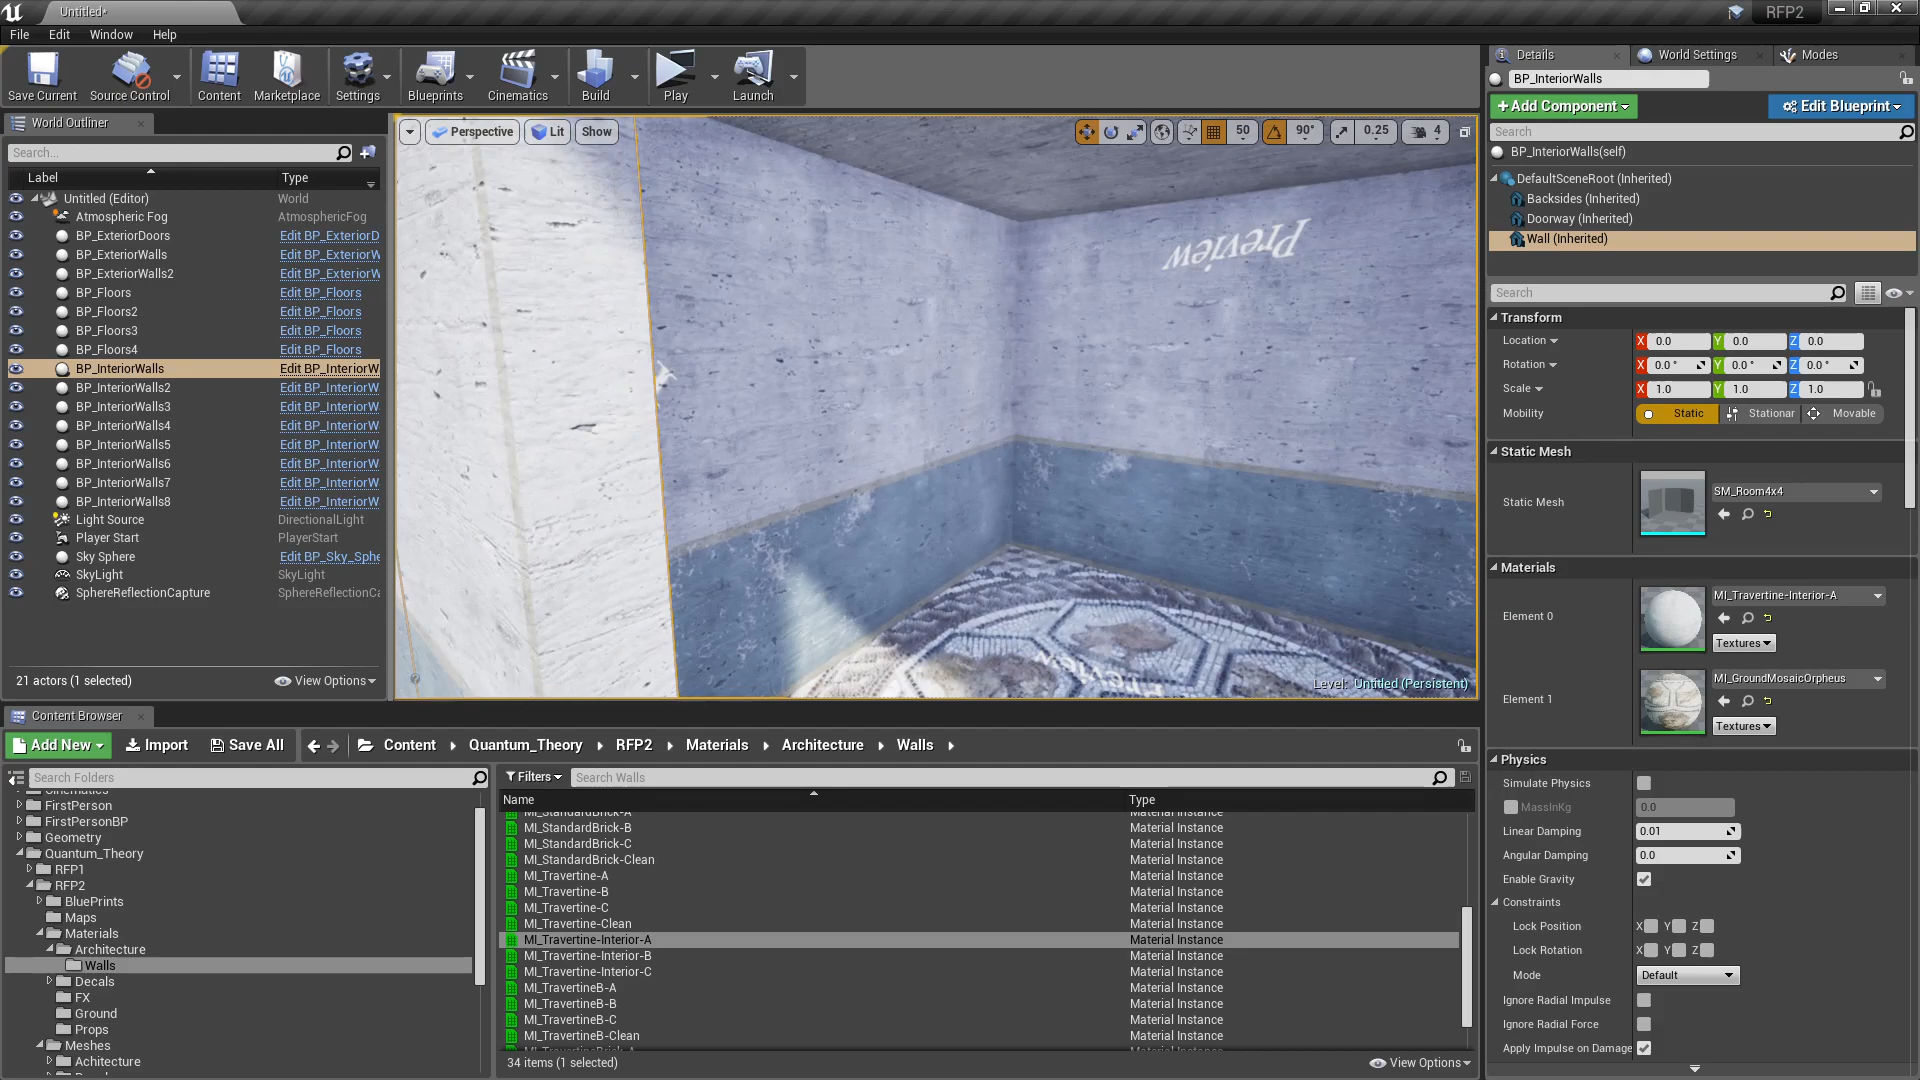 Untitled*
RFP2
File Edit Window Help
Save Current
Source Control
Content
Marketplace
Settings
Blueprints
Cinematics
Build
Play
Launch
World Outliner
Search...
Label Type
Untitled (Editor) World
Atmospheric Fog AtmosphericFog
BP_ExteriorDoors Edit BP_ExteriorD
BP_ExteriorWalls Edit BP_ExteriorW
BP_ExteriorWalls2 Edit BP_ExteriorW
BP_Floors Edit BP_Floors
BP_Floors2 Edit BP_Floors
BP_Floors3 Edit BP_Floors
BP_Floors4 Edit BP_Floors
BP_InteriorWalls Edit BP_InteriorW
BP_InteriorWalls2 Edit BP_InteriorW
BP_InteriorWalls3 Edit BP_InteriorW
BP_InteriorWalls4 Edit BP_InteriorW
BP_InteriorWalls5 Edit BP_InteriorW
BP_InteriorWalls6 Edit BP_InteriorW
BP_InteriorWalls7 Edit BP_InteriorW
BP_InteriorWalls8 Edit BP_InteriorW
Light Source DirectionalLight
Player Start PlayerStart
Sky Sphere Edit BP_Sky_Sphe
SkyLight SkyLight
SphereReflectionCapture SphereReflectionCa
21 actors (1 selected) View Options
Perspective Lit Show
50 90° 0.25 4
Preview
Level: Untitled (Persistent)
Details
World Settings
Modes
BP_InteriorWalls
+Add Component
Edit Blueprint
Search
BP_InteriorWalls(self)
DefaultSceneRoot (Inherited)
Backsides (Inherited)
Doorway (Inherited)
Wall (Inherited)
Search
Transform
Location X 0.0 Y 0.0 Z 0.0
Rotation X 0.0 ° Y 0.0 ° Z 0.0 °
Scale X 1.0 Y 1.0 Z 1.0
Mobility Static Stationar Movable
Static Mesh
Static Mesh SM_Room4x4
Materials
Element 0 MI_Travertine-Interior-A
Textures
Element 1 MI_GroundMosaicOrpheus
Textures
Physics
Simulate Physics
MassInKg 0.0
Linear Damping 0.01
Angular Damping 0.0
Enable Gravity
Constraints
Lock Position X Y Z
Lock Rotation X Y Z
Mode Default
Ignore Radial Impulse
Ignore Radial Force
Apply Impulse on Damage
Content Browser
Add New Import Save All Content Quantum_Theory RFP2 Materials Architecture Walls
Search Folders
Cinematics
FirstPerson
FirstPersonBP
Geometry
Quantum_Theory
RFP1
RFP2
BluePrints
Maps
Materials
Architecture
Walls
Decals
FX
Ground
Props
Meshes
Achitecture
Filters Search Walls
Name Type
MI_StandardBrick-A Material Instance
MI_StandardBrick-B Material Instance
MI_StandardBrick-C Material Instance
MI_StandardBrick-Clean Material Instance
MI_Travertine-A Material Instance
MI_Travertine-B Material Instance
MI_Travertine-C Material Instance
MI_Travertine-Clean Material Instance
MI_Travertine-Interior-A Material Instance
MI_Travertine-Interior-B Material Instance
MI_Travertine-Interior-C Material Instance
MI_TravertineB-A Material Instance
MI_TravertineB-B Material Instance
MI_TravertineB-C Material Instance
MI_TravertineB-Clean Material Instance
34 items (1 selected) View Options